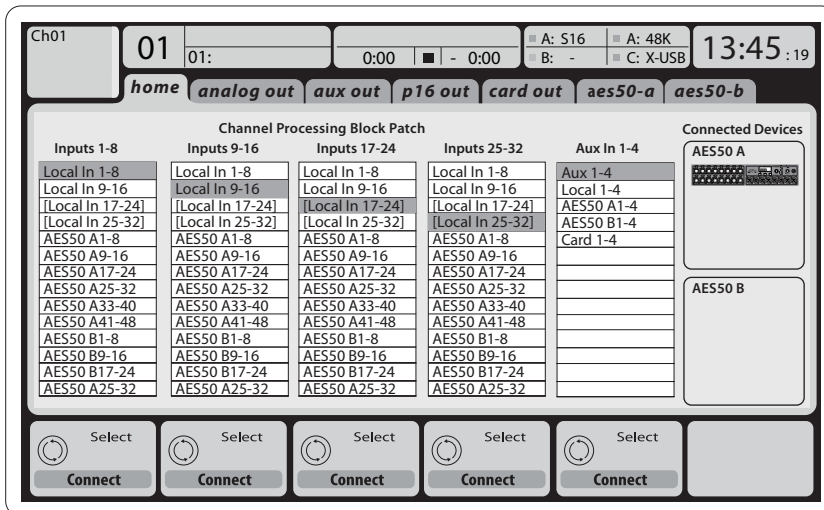 Ch01
01 01:
0:00 - 0:00
A: S16 A: 48K
B: - C: X-USB
13:45 :19
home analog out aux out p16 out card out aes50-a aes50-b
Channel Processing Block Patch
Connected Devices
Inputs 1-8 Inputs 9-16 Inputs 17-24 Inputs 25-32 Aux In 1-4
AES50 A
Local In 1-8 Local In 1-8 Local In 1-8 Local In 1-8 Aux 1-4
Local In 9-16 Local In 9-16 Local In 9-16 Local In 9-16 Local 1-4
[Local In 17-24] [Local In 17-24] [Local In 17-24] [Local In 17-24] AES50 A1-4
[Local In 25-32] [Local In 25-32] [Local In 25-32] [Local In 25-32] AES50 B1-4
AES50 A1-8 AES50 A1-8 AES50 A1-8 AES50 A1-8 Card 1-4
AES50 A9-16 AES50 A9-16 AES50 A9-16 AES50 A9-16
AES50 A17-24 AES50 A17-24 AES50 A17-24 AES50 A17-24
AES50 A25-32 AES50 A25-32 AES50 A25-32 AES50 A25-32
AES50 B
AES50 A33-40 AES50 A33-40 AES50 A33-40 AES50 A33-40
AES50 A41-48 AES50 A41-48 AES50 A41-48 AES50 A41-48
AES50 B1-8 AES50 B1-8 AES50 B1-8 AES50 B1-8
AES50 B9-16 AES50 B9-16 AES50 B9-16 AES50 B9-16
AES50 B17-24 AES50 B17-24 AES50 B17-24 AES50 B17-24
AES50 A25-32 AES50 A25-32 AES50 A25-32 AES50 A25-32
Select Select Select Select Select
Connect Connect Connect Connect Connect